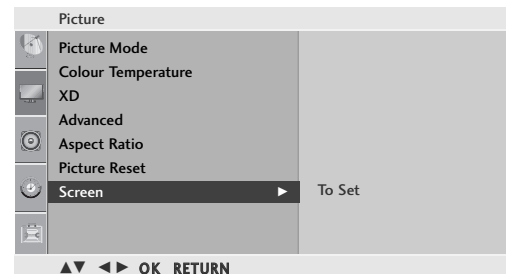 Picture
Picture Mode
Colour Temperature
XD
Advanced
Aspect Ratio
Picture Reset
Screen ► To Set
▲▼ ◄► OK RETURN